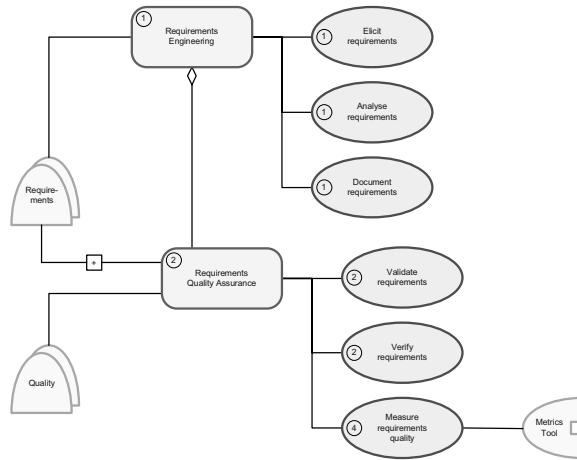 1
Requirements
Engineering
1
Elicit
requirements
1
Analyse
requirements
1
Document
requirements
Require-
ments
+
2
Requirements
Quality Assurance
2
Validate
requirements
2
Verify
requirements
Quality
4
Measure
requirements
quality
Metrics
Tool